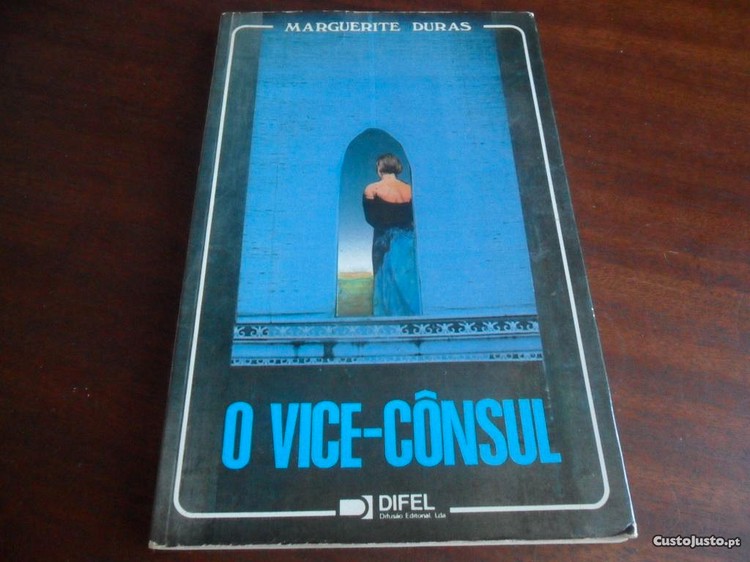 MARGUERITE DURAS
O VICE-CÔNSUL
DIFEL
Difusão Editorial, Lda
CustoJusto.pt